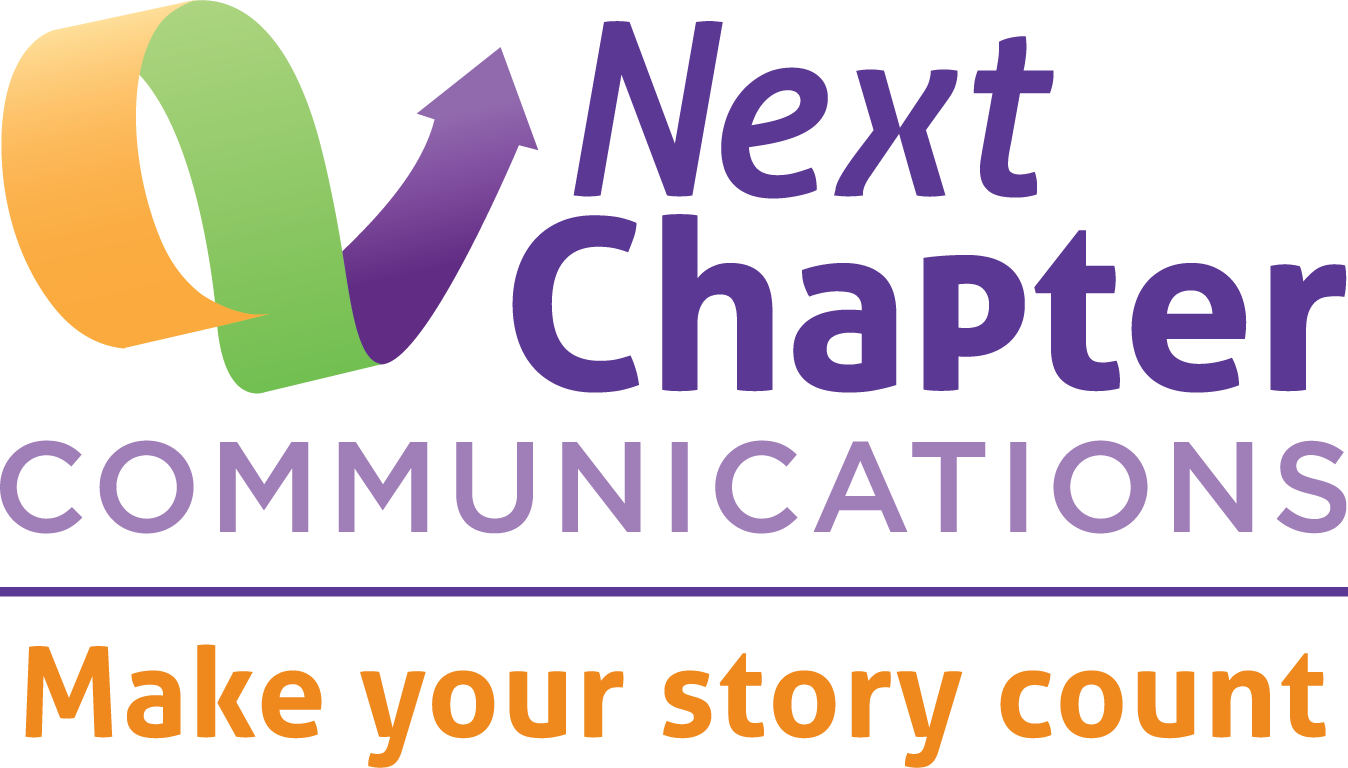 Next
Chapter
COMMUNICATIONS
Make your story count